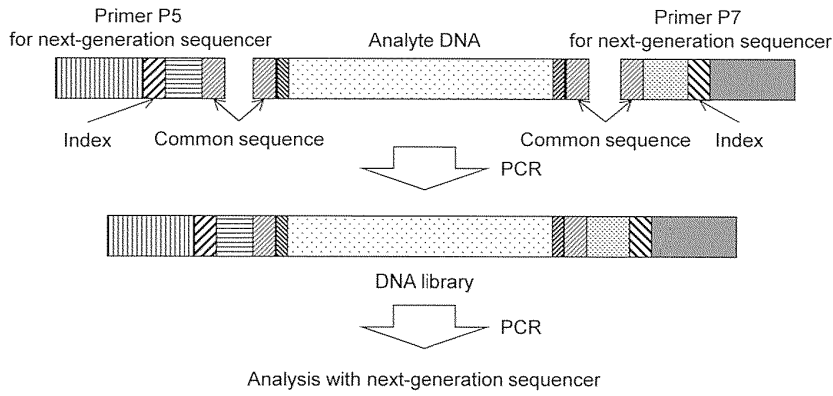 Primer P5
for next-generation sequencer
Analyte DNA
Primer P7
for next-generation sequencer
Index
Common sequence
Common sequence
Index
PCR
DNA library
PCR
Analysis with next-generation sequencer